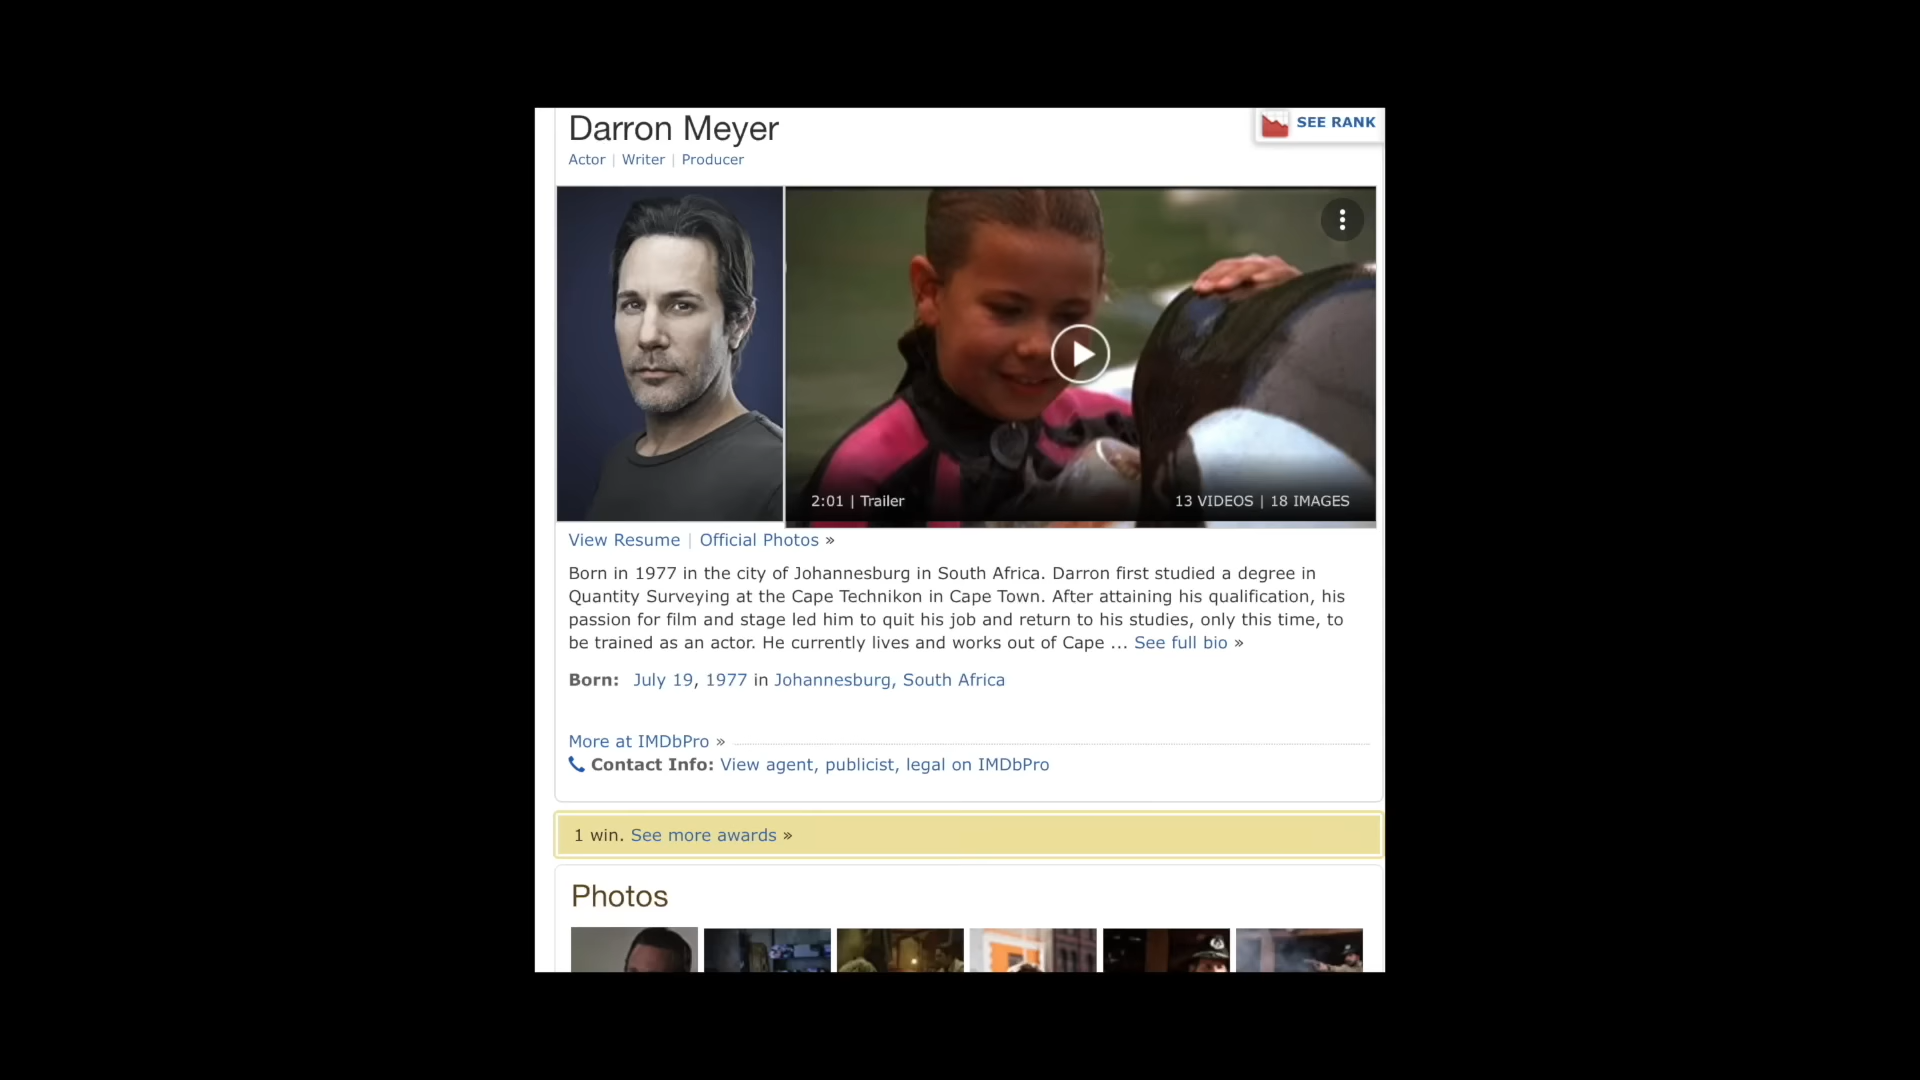 Darron Meyer
SEE RANK
Actor | Writer | Producer
2:01 | Trailer
13 VIDEOS | 18 IMAGES
View Resume | Official Photos »
Born in 1977 in the city of Johannesburg in South Africa. Darron first studied a degree in
Quantity Surveying at the Cape Technikon in Cape Town. After attaining his qualification, his
passion for film and stage led him to quit his job and return to his studies, only this time, to
be trained as an actor. He currently lives and works out of Cape ... See full bio »
Born: July 19, 1977 in Johannesburg, South Africa
More at IMDbPro »
Contact Info: View agent, publicist, legal on IMDbPro
1 win. See more awards »
Photos